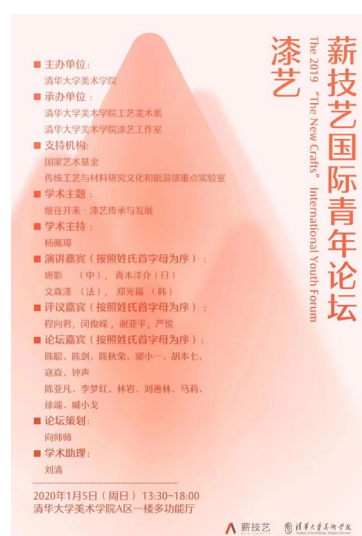 薪技艺国际青年论坛
The 2019 "The New Crafts" International Youth Forum
漆艺
■ 主办单位:
清华大学美术学院
■ 承办单位:
清华大学美术学院工艺美术系
清华大学美术学院漆艺工作室
■ 支持机构:
国家艺术基金
传统工艺与材料研究文化和旅游部重点实验室
■ 学术主题:
继往开来·漆艺传承与发展
■ 学术主持:
杨佩璋
■ 演讲嘉宾(按照姓氏首字母为序):
唐影 (中),青木洋介(日)
文森漆 (法), 郑光福 (韩)
■ 评议嘉宾(按照姓氏首字母为序):
程向君,闵俊嵘,谢亚平,严悦
■ 论坛嘉宾(按照姓氏首字母为序):
陈聪、陈剑、陈秋荣、郭小一、胡本七、
寇焱、钟声
陈亚凡、李梦红、林岩、刘善林、马莉、
徐端、臧小戈
■ 论坛策划:
向师师
■ 学术助理:
刘清
2020年1月5日(周日)13:30-18:00
清华大学美术学院A区一楼多功能厅
薪技艺
清华大学美术学院